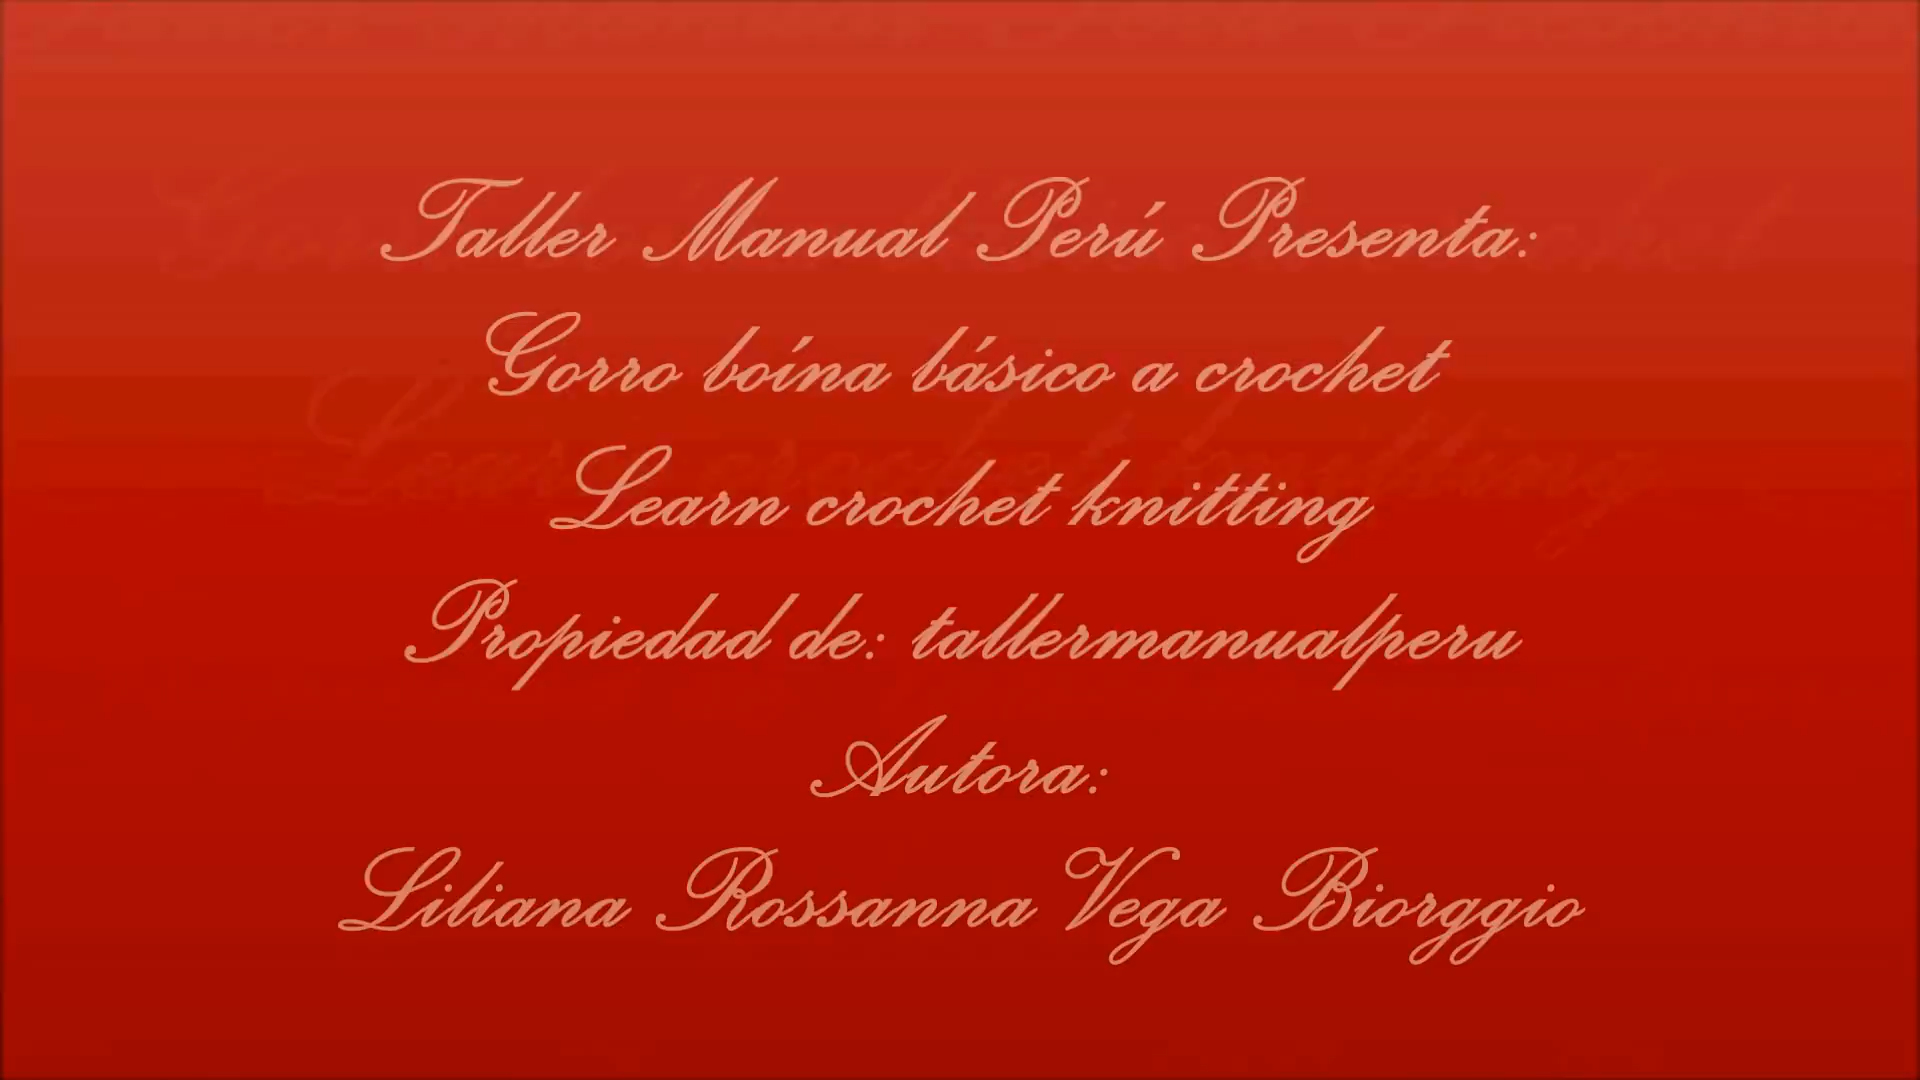 Taller Manual Perú Presenta:
Gorro boína básico a crochet
Learn crochet knitting
Propiedad de: tallermanualperu
Autora:
Liliana Rossanna Vega Biorggio